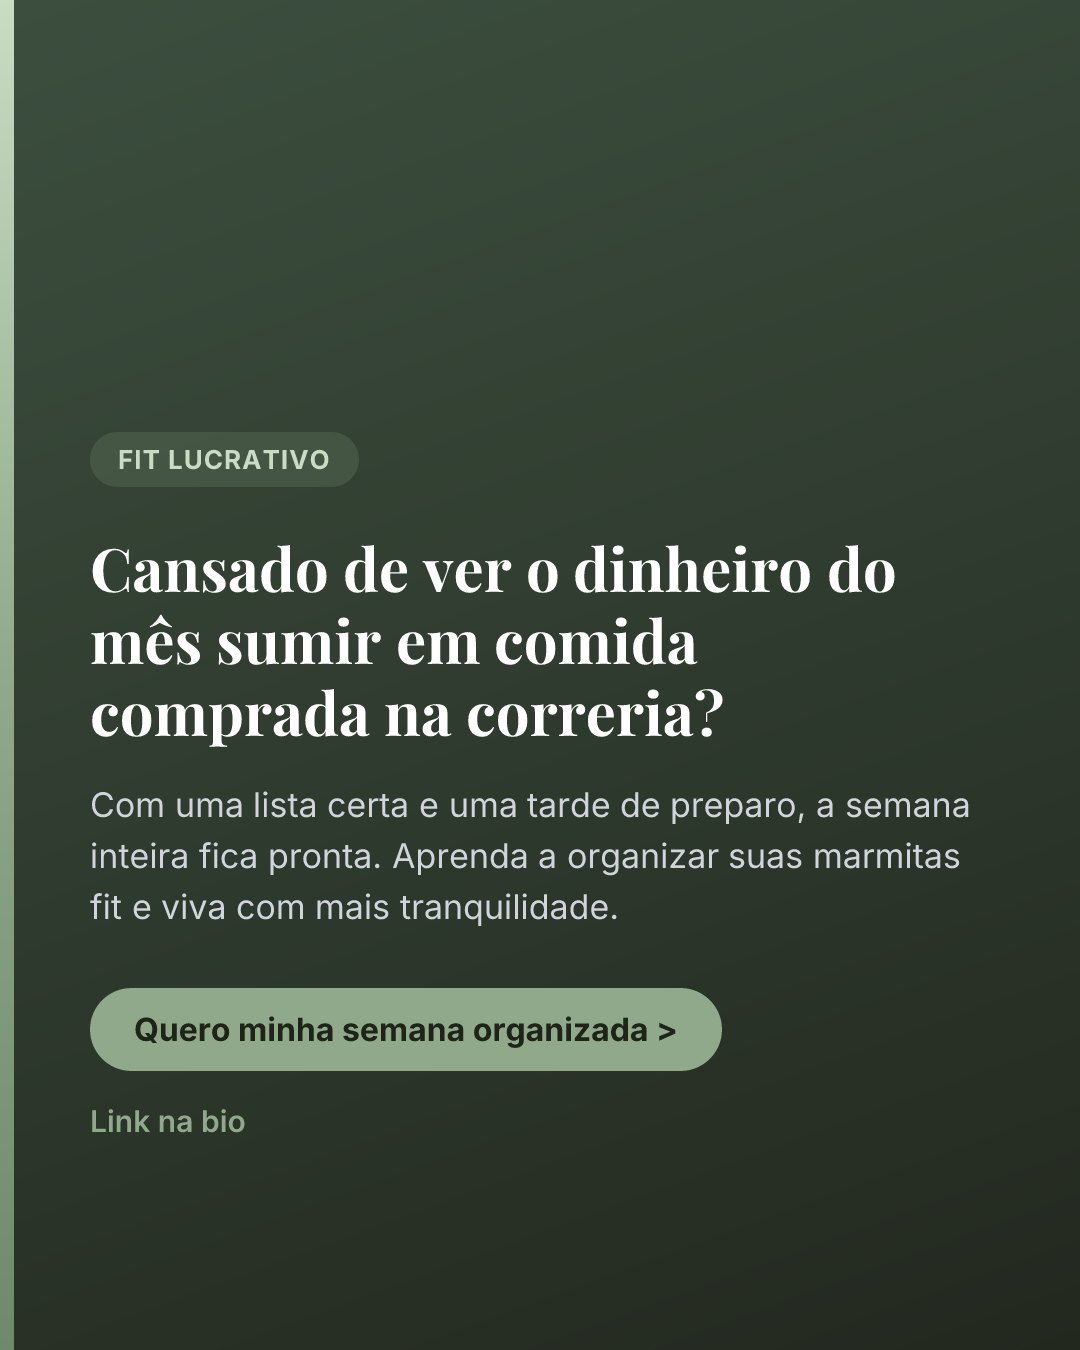 FIT LUCRATIVO
Cansado de ver o dinheiro do
mês sumir em comida
comprada na correria?
Com uma lista certa e uma tarde de preparo, a semana
inteira fica pronta. Aprenda a organizar suas marmitas
fit e viva com mais tranquilidade.
Quero minha semana organizada >
Link na bio